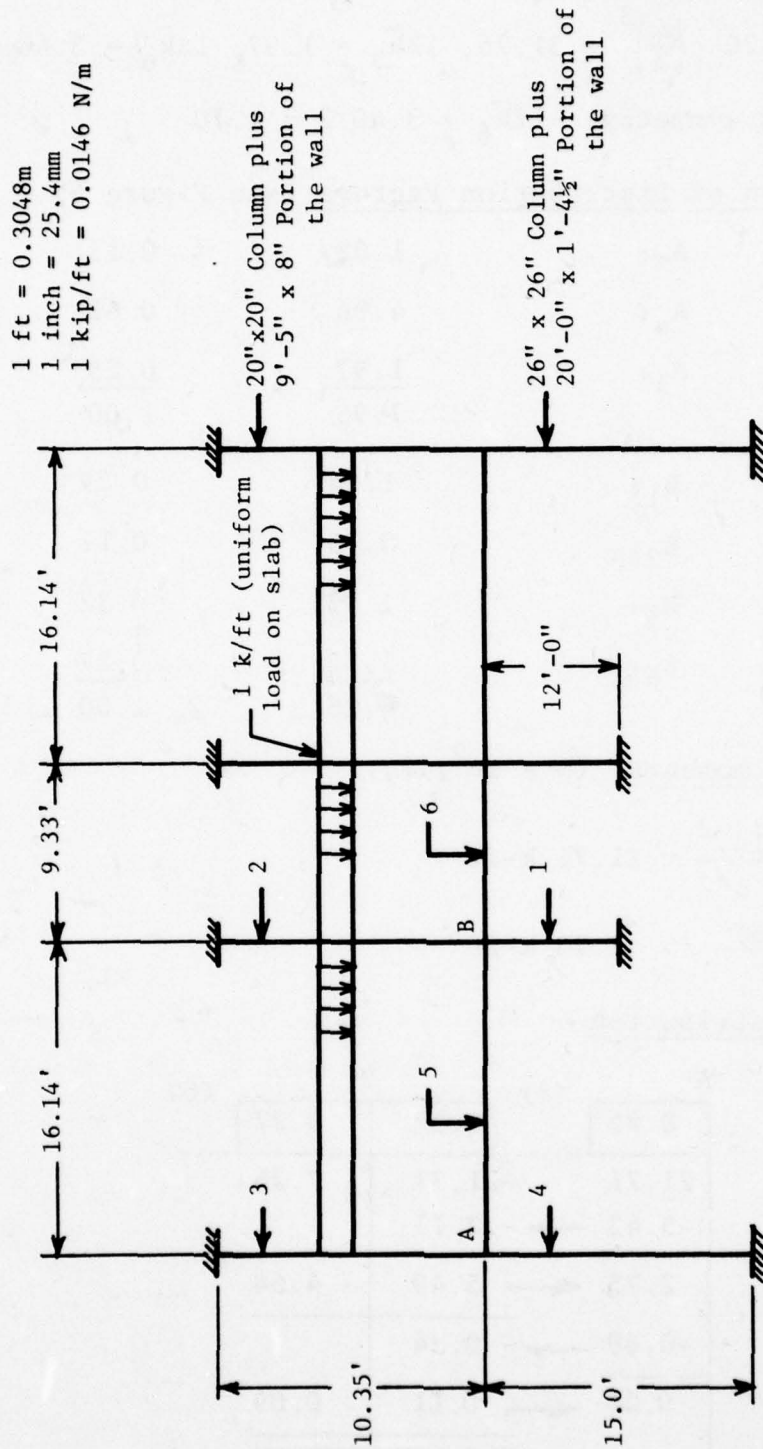 1 ft = 0.3048m
1 inch = 25.4mm
1 kip/ft = 0.0146 N/m
16.14'
9.33'
16.14'
3
2
1 k/ft (uniform
load on slab)
20"x20" Column plus
9'-5" x 8" Portion of
the wall
10.35'
A
5
B
6
15.0'
4
1
12'-0"
26" x 26" Column plus
20'-0" x 1'-4½" Portion of
the wall